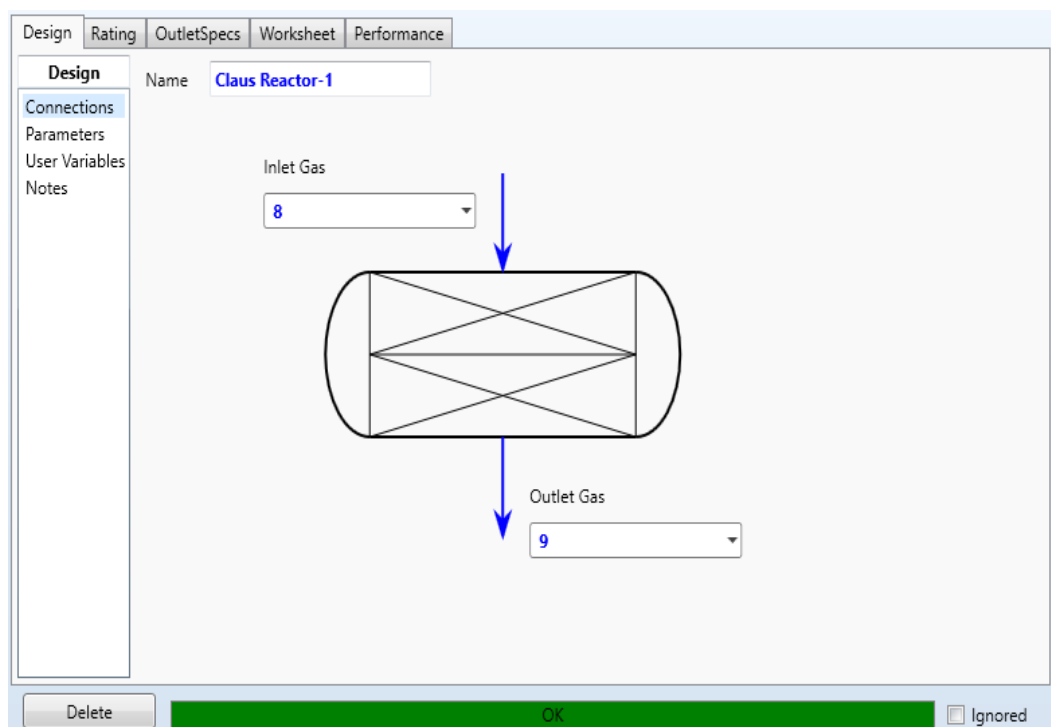 Design Rating OutletSpecs Worksheet Performance
Design
Name Claus Reactor-1
Connections
Parameters
User Variables
Notes
Inlet Gas
8
Outlet Gas
9
Delete OK Ignored